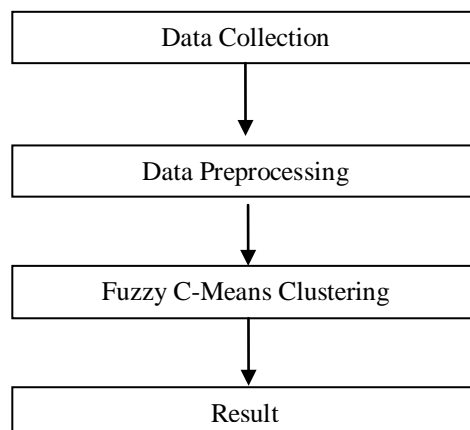 Data Collection
Data Preprocessing
Fuzzy C-Means Clustering
Result